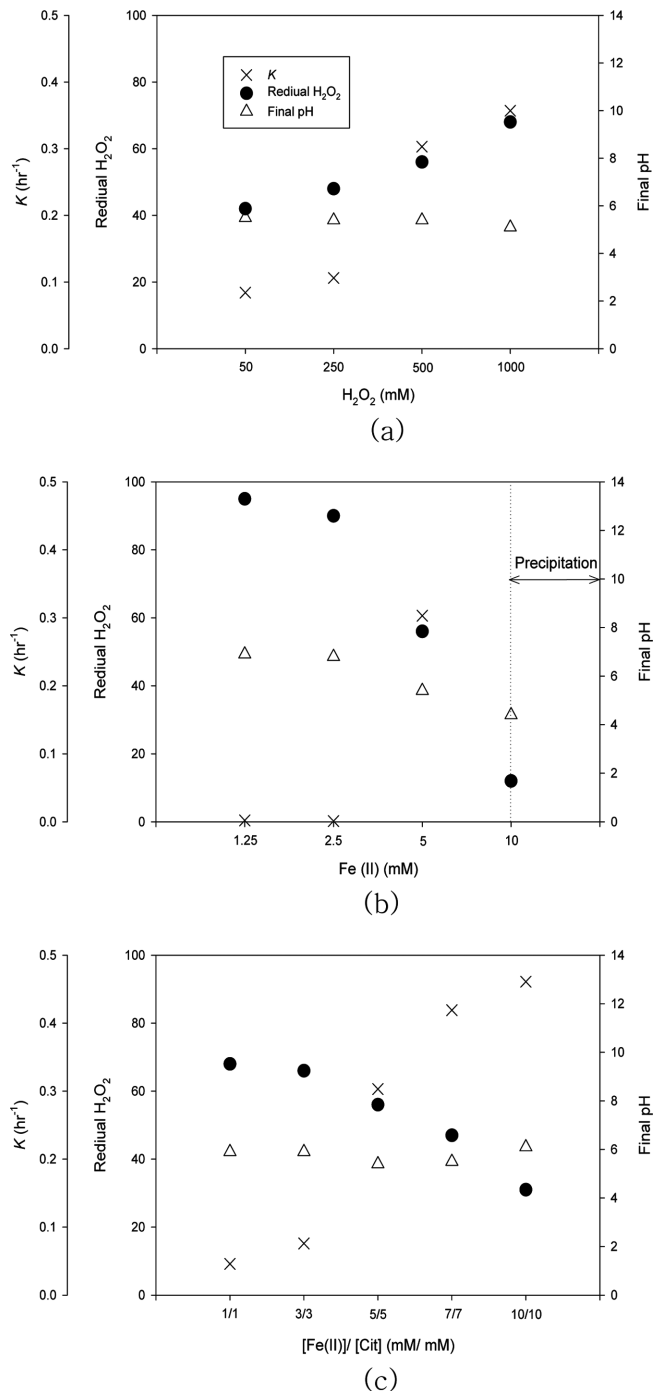 0.5
0.4
0.3
0.2
0.1
0.0
K (hr-1)
100
80
60
40
20
0
Rediual H2O2
K
Rediual H2O2
Final pH
14
12
10
8
6
4
2
0
Final pH
50 250 500 1000
H2O2 (mM)
(a)
0.5
0.4
0.3
0.2
0.1
0.0
K (hr-1)
100
80
60
40
20
0
Rediual H2O2
Precipitation
14
12
10
8
6
4
2
0
Final pH
1.25 2.5 5 10
Fe (II) (mM)
(b)
0.5
0.4
0.3
0.2
0.1
0.0
K (hr-1)
100
80
60
40
20
0
Rediual H2O2
14
12
10
8
6
4
2
0
Final pH
1/1 3/3 5/5 7/7 10/10
[Fe(II)]/ [Cit] (mM/ mM)
(c)